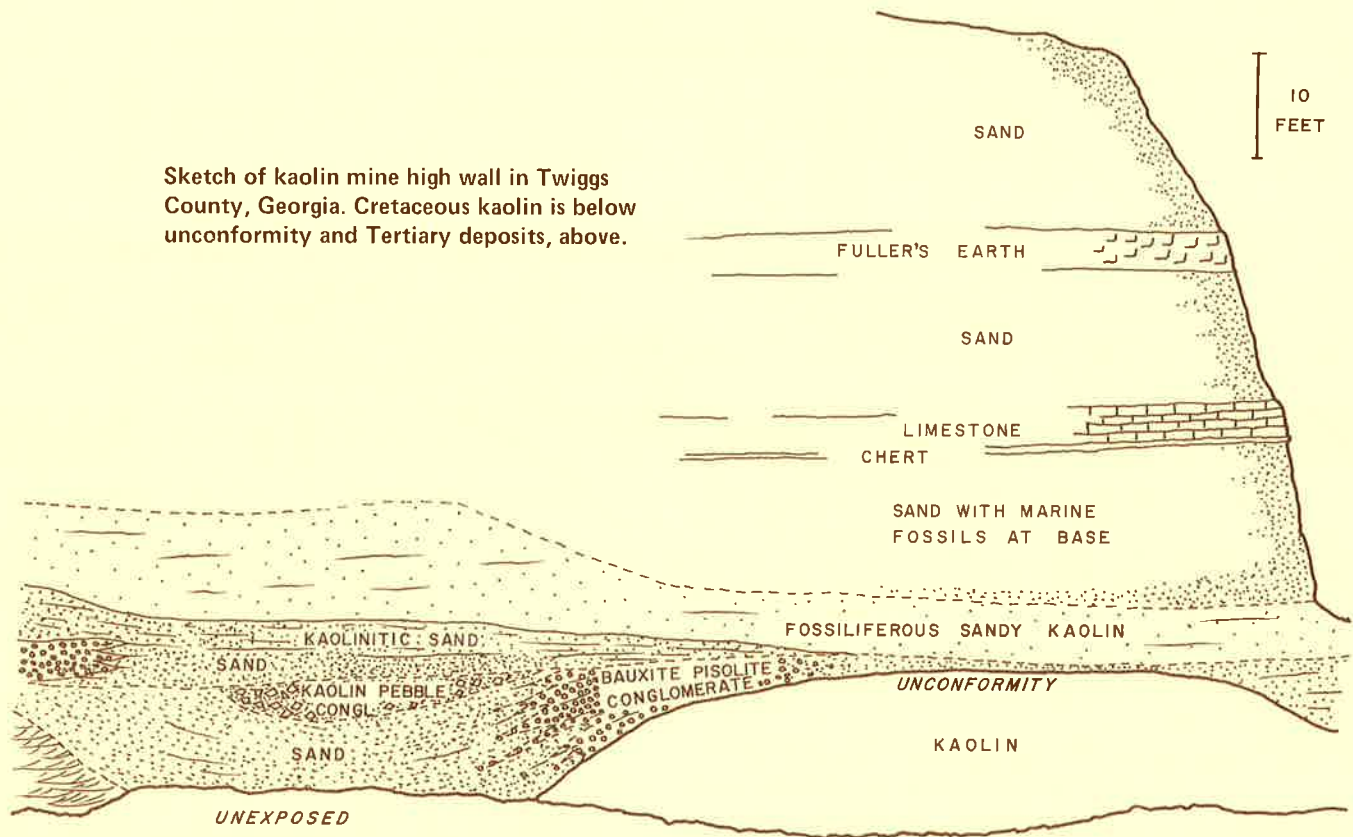 Sketch of kaolin mine high wall in Twiggs
County, Georgia. Cretaceous kaolin is below
unconformity and Tertiary deposits, above.
10
FEET
SAND
FULLER'S EARTH
SAND
LIMESTONE
CHERT
SAND WITH MARINE
FOSSILS AT BASE
FOSSILIFEROUS SANDY KAOLIN
KAOLINITIC SAND
SAND
KAOLIN PEBBLE
CONGL.
BAUXITE PISOLITE
CONGLOMERATE
SAND
UNCONFORMITY
KAOLIN
UNEXPOSED